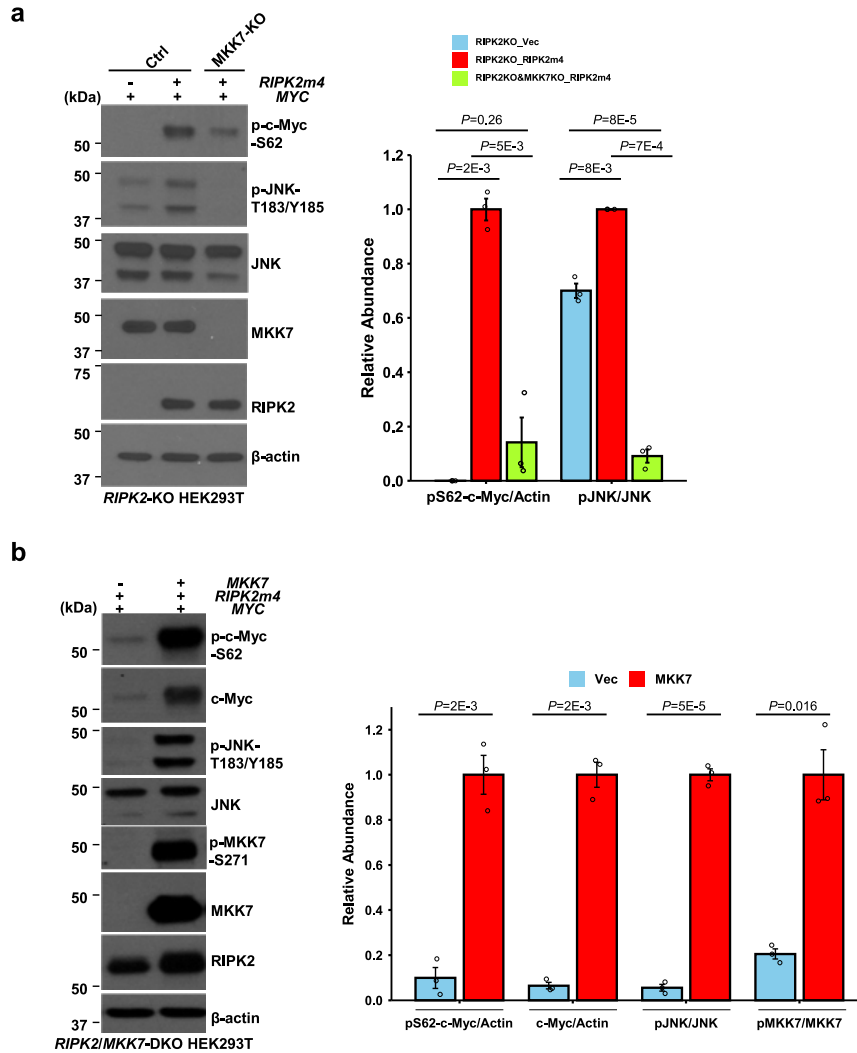 a
Ctrl
MKK7-KO
- + + RIPK2m4
(kDa) + + + MYC
50
p-c-Myc
-S62
50
37
p-JNK-
T183/Y185
50
37
JNK
50
37
MKK7
75
RIPK2
50
37
β-actin
RIPK2-KO HEK293T
RIPK2KO_Vec
RIPK2KO_RIPK2m4
RIPK2KO&MKK7KO_RIPK2m4
P=0.26
P=8E-5
P=5E-3
P=7E-4
P=2E-3
P=8E-3
Relative Abundance
1.2
1.0
0.8
0.6
0.4
0.2
0.0
pS62-c-Myc/Actin
pJNK/JNK
b
- + MKK7
+ + RIPK2m4
(kDa) + + MYC
50
p-c-Myc
-S62
50
c-Myc
50
p-JNK-
T183/Y185
50
JNK
50
p-MKK7
-S271
50
MKK7
50
RIPK2
37
β-actin
RIPK2/MKK7-DKO HEK293T
Vec
MKK7
P=2E-3
P=2E-3
P=5E-5
P=0.016
Relative Abundance
1.2
1.0
0.8
0.6
0.4
0.2
0.0
pS62-c-Myc/Actin
c-Myc/Actin
pJNK/JNK
pMKK7/MKK7